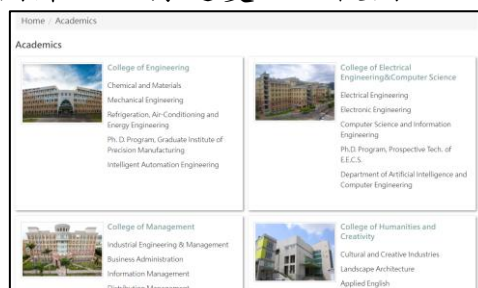 Home / Academics
Academics
College of Engineering
Chemical and Materials
Mechanical Engineering
Refrigeration, Air-Conditioning and
Energy Engineering
Ph. D. Program, Graduate Institute of
Precision Manufacturing
Intelligent Automation Engineering
College of Electrical
Engineering&Computer Science
Electrical Engineering
Electronic Engineering
Computer Science and Information
Engineering
Ph.D. Program, Prospective Tech. of
E.E.C.S.
Department of Artificial Intelligence and
Computer Engineering
College of Management
Industrial Engineering & Management
Business Administration
Information Management
Distribution Management
College of Humanities and
Creativity
Cultural and Creative Industries
Landscape Architecture
Applied English